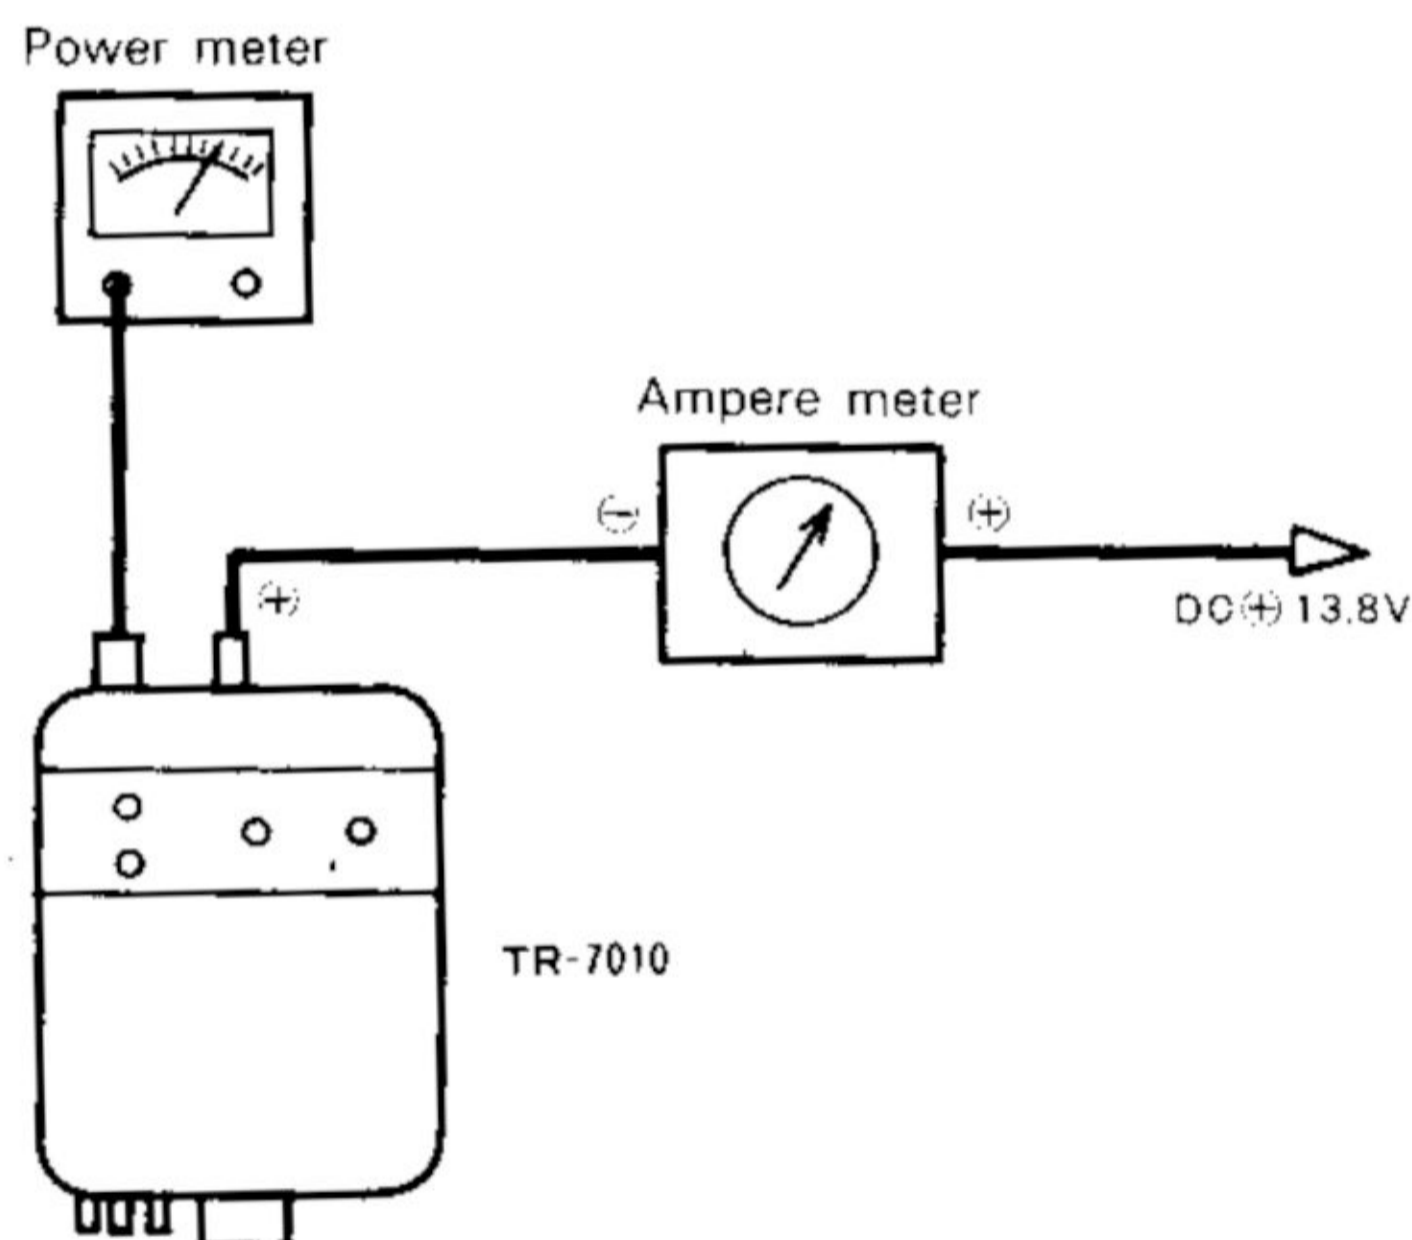 Power meter
Ampere meter
⊖
⊕
⊕
DC⊕ 13.8V
TR-7010